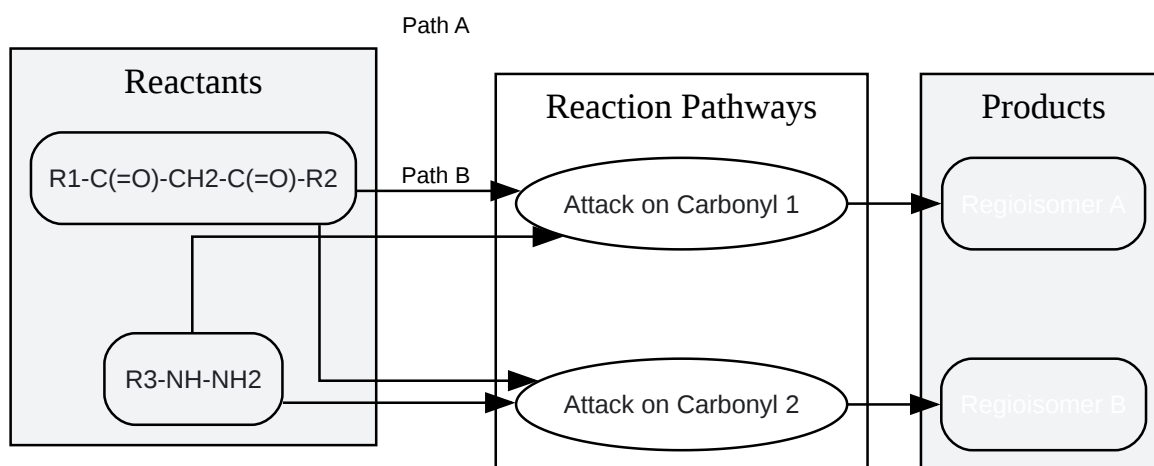 Path A
Reactants
Reaction Pathways
Products
R1-C(=O)-CH2-C(=O)-R2
Path B
Attack on Carbonyl 1
Regioisomer A
R3-NH-NH2
Attack on Carbonyl 2
Regioisomer B